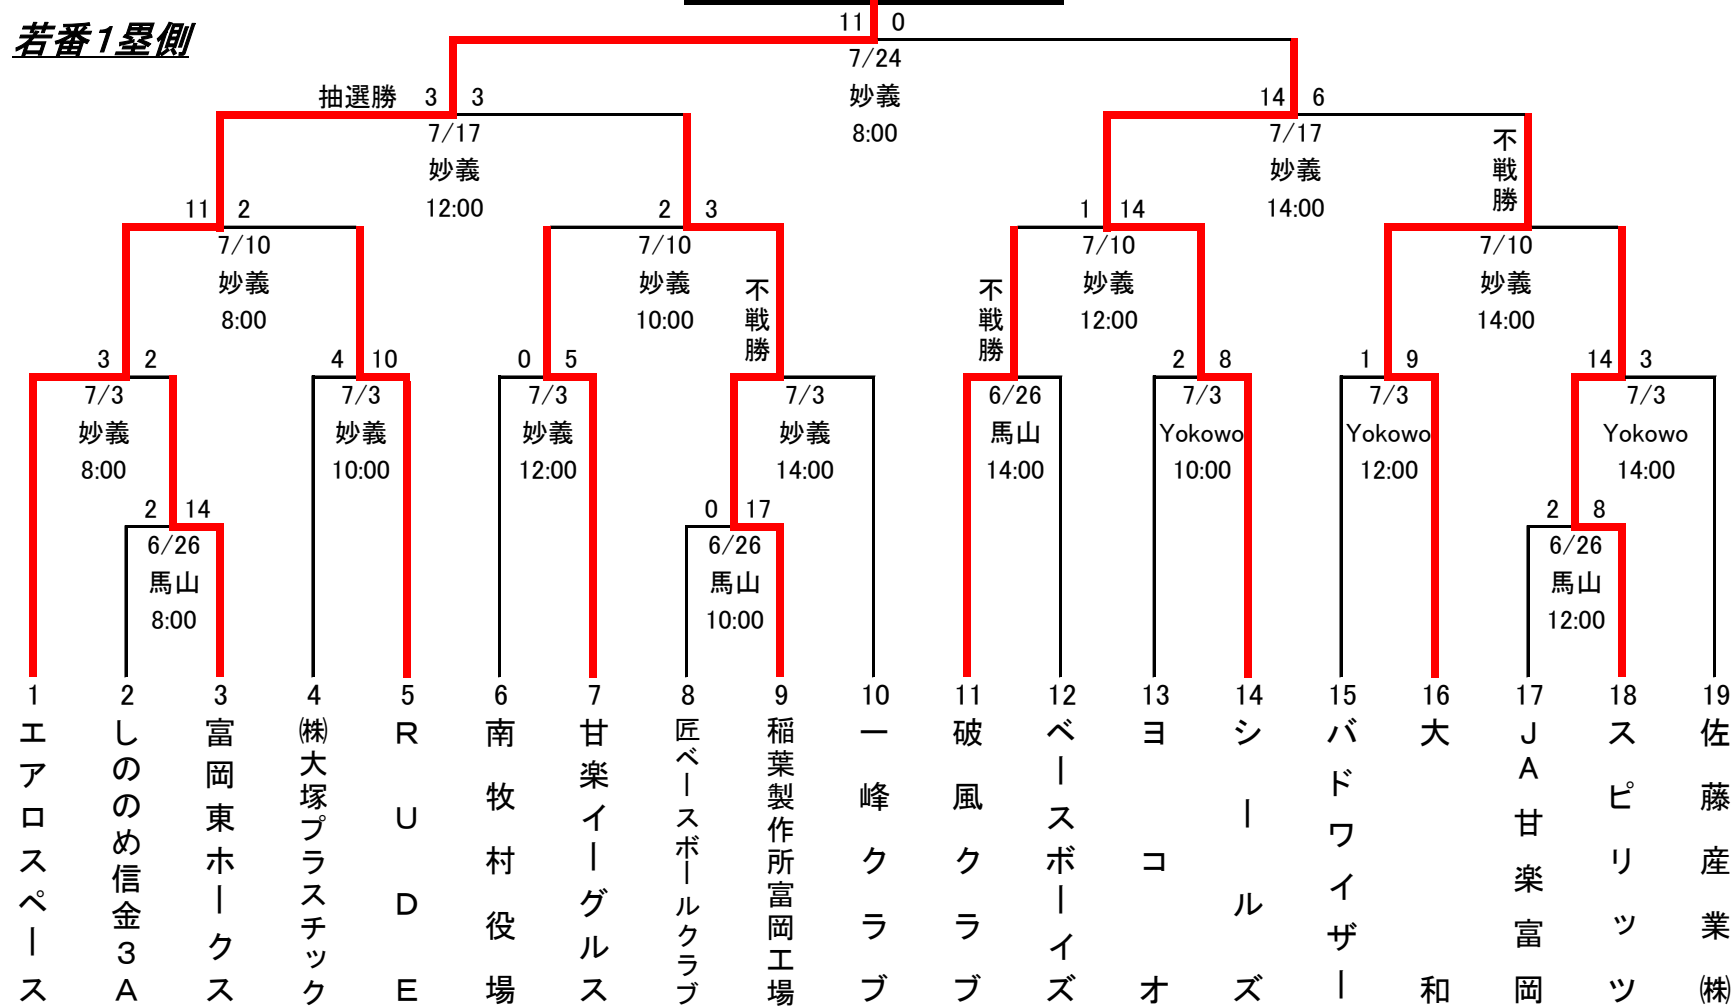 若番１塁側
11 0
7/24
妙義
8:00
抽選勝 3 3
7/17
妙義
12:00
14 6
7/17
妙義
14:00
不戦勝
11 2
7/10
妙義
8:00
2 3
7/10
妙義
10:00
不戦勝
1 14
7/10
妙義
12:00
不戦勝
7/10
妙義
14:00
3 2
7/3
妙義
8:00
4 10
7/3
妙義
10:00
0 5
7/3
妙義
12:00
7/3
妙義
14:00
6/26
馬山
14:00
2 8
7/3
Yokowo
10:00
1 9
7/3
Yokowo
12:00
14 3
7/3
Yokowo
14:00
2 14
6/26
馬山
8:00
0 17
6/26
馬山
10:00
2 8
6/26
馬山
12:00
1 2 3 4 5 6 7 8 9 10 11 12 13 14 15 16 17 18 19
エアロスペース
しののめ信金３Ａ
富岡東ホークス
㈱大塚プラスチック
ＲＵＤＥ
南牧村役場
甘楽イーグルス
匠ベースボールクラブ
稲葉製作所富岡工場
一峰クラブ
破風クラブ
ベースボーイズ
ヨコオ
シールズ
バドワイザー
大和
ＪＡ甘楽富岡
スピリッツ
佐藤産業㈱